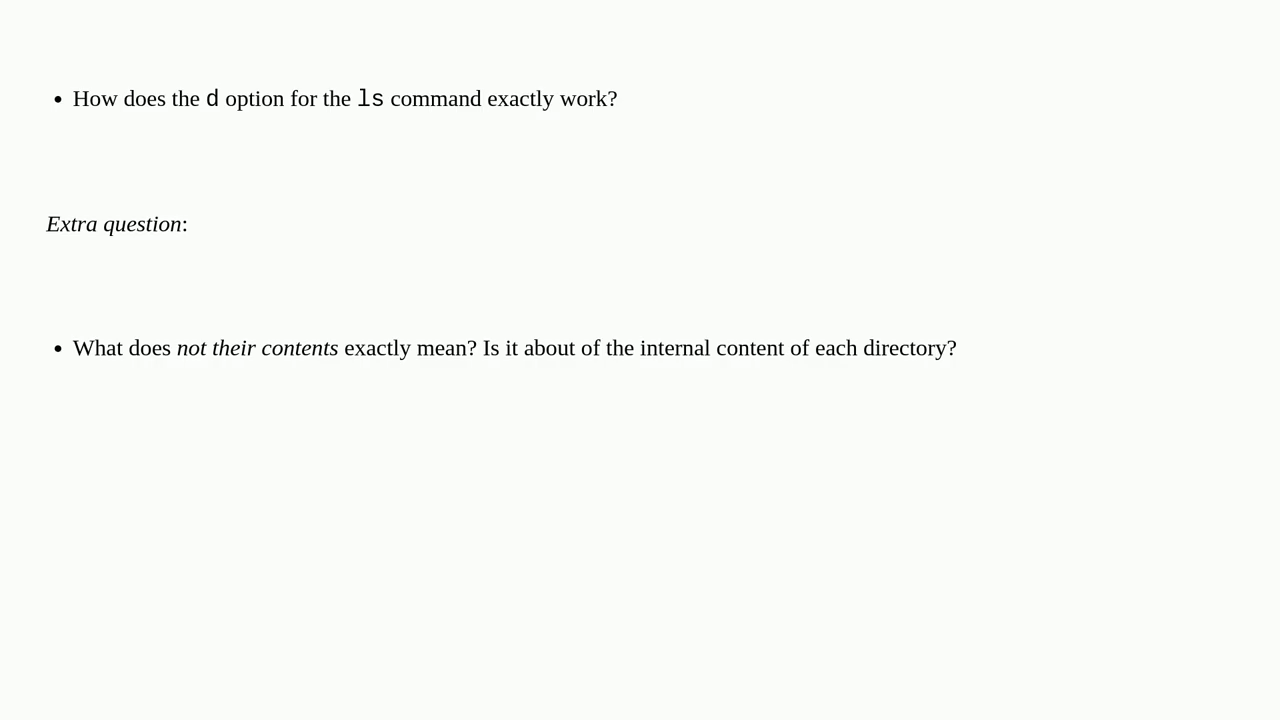 • How does the d option for the ls command exactly work?
Extra question:
• What does not their contents exactly mean? Is it about of the internal content of each directory?